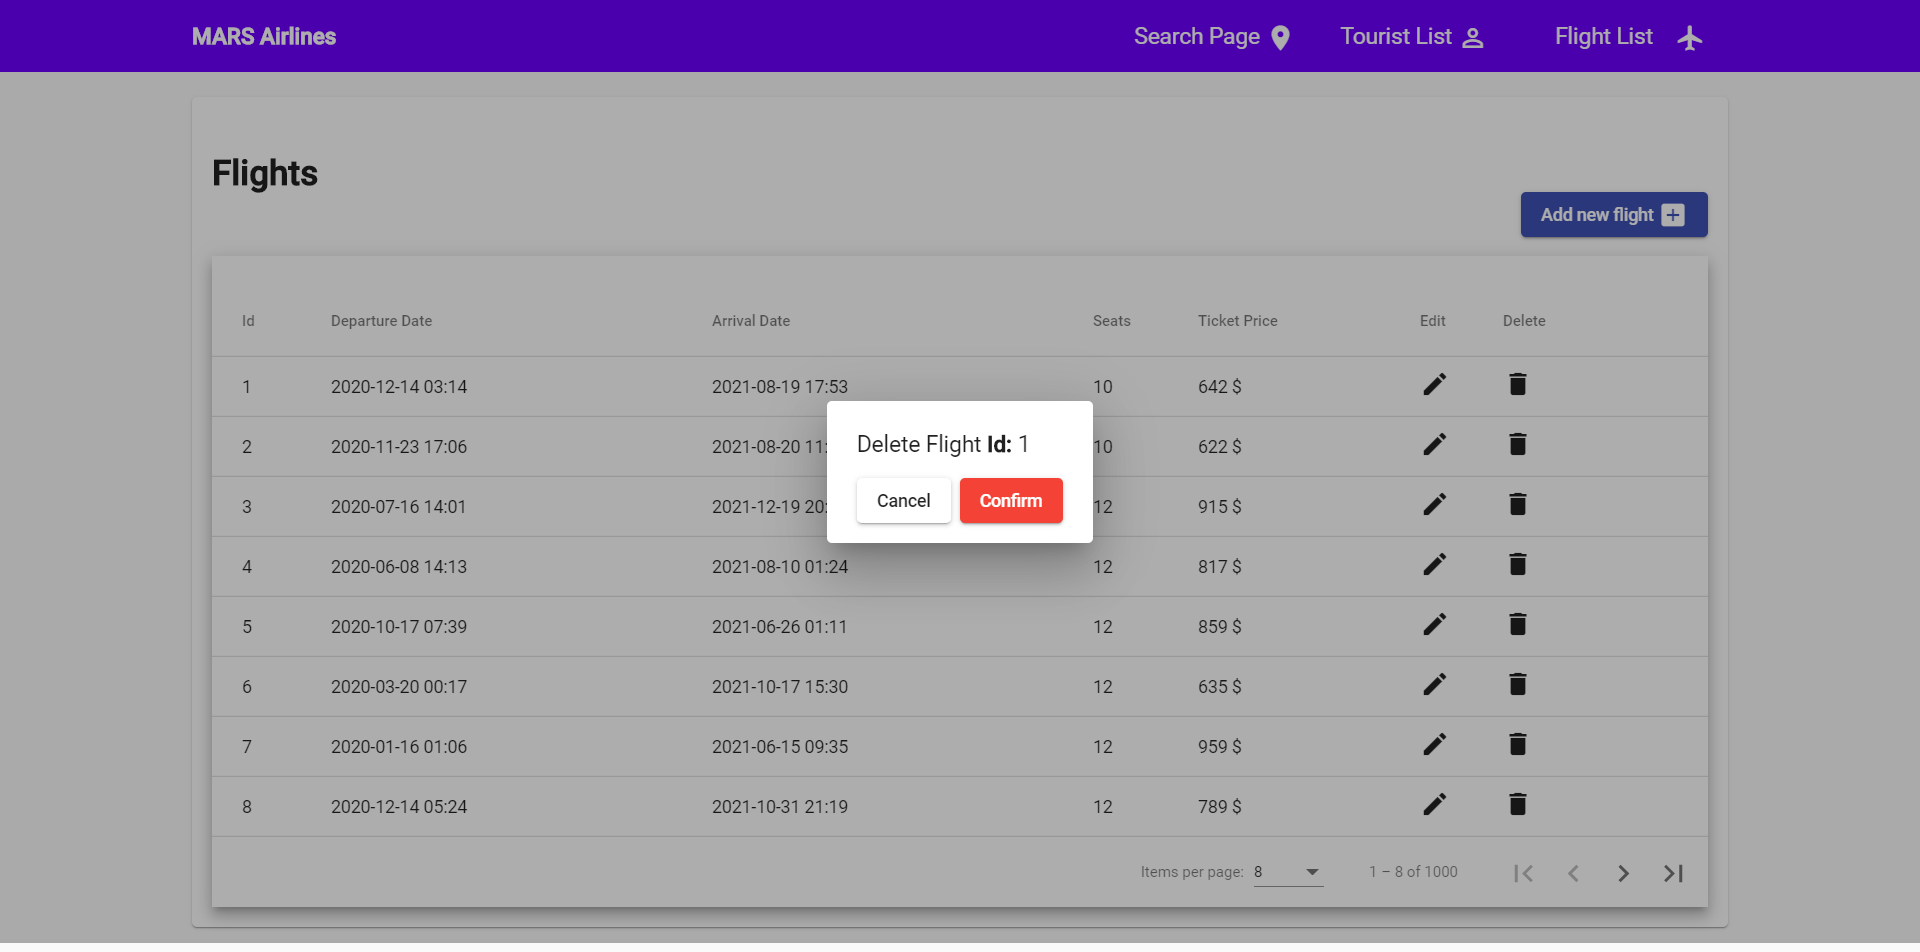 MARS Airlines Search Page Tourist List Flight List
Flights
Add new flight
Id Departure Date Arrival Date Seats Ticket Price Edit Delete
1 2020-12-14 03:14 2021-08-19 17:53 10 642 $
2 2020-11-23 17:06 2021-08-20 11: 10 622 $
3 2020-07-16 14:01 2021-12-19 20: 12 915 $
4 2020-06-08 14:13 2021-08-10 01:24 12 817 $
5 2020-10-17 07:39 2021-06-26 01:11 12 859 $
6 2020-03-20 00:17 2021-10-17 15:30 12 635 $
7 2020-01-16 01:06 2021-06-15 09:35 12 959 $
8 2020-12-14 05:24 2021-10-31 21:19 12 789 $
Items per page: 8 1 – 8 of 1000
Delete Flight Id: 1
Cancel Confirm